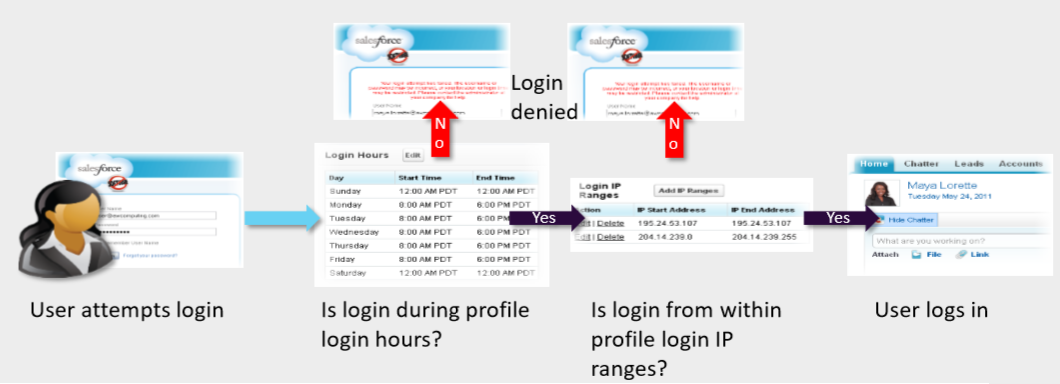 salesforce
salesforce
Login
denied
No
No
salesforce
Login Hours Edit
Day Start Time End Time
Sunday 12:00 AM PDT 12:00 AM PDT
Monday 8:00 AM PDT 6:00 PM PDT
Tuesday 8:00 AM PDT 6:00 PM
Wednesday 8:00 AM PDT 6:00 PM PDT
Thursday 8:00 AM PDT 6:00 PM PDT
Friday 8:00 AM PDT 6:00 PM PDT
Saturday 12:00 AM PDT 12:00 AM PDT
Yes
Login IP
Ranges
Add IP Ranges
Action IP Start Address IP End Address
Edit | Delete 195.24.53.107 195.24.53.107
Edit | Delete 204.14.239.0 204.14.239.255
Yes
Home Chatter Leads Accounts
Maya Lorette
Tuesday May 24, 2011
Hide Chatter
What are you working on?
Attach File Link
User attempts login
Is login during profile
login hours?
Is login from within
profile login IP
ranges?
User logs in